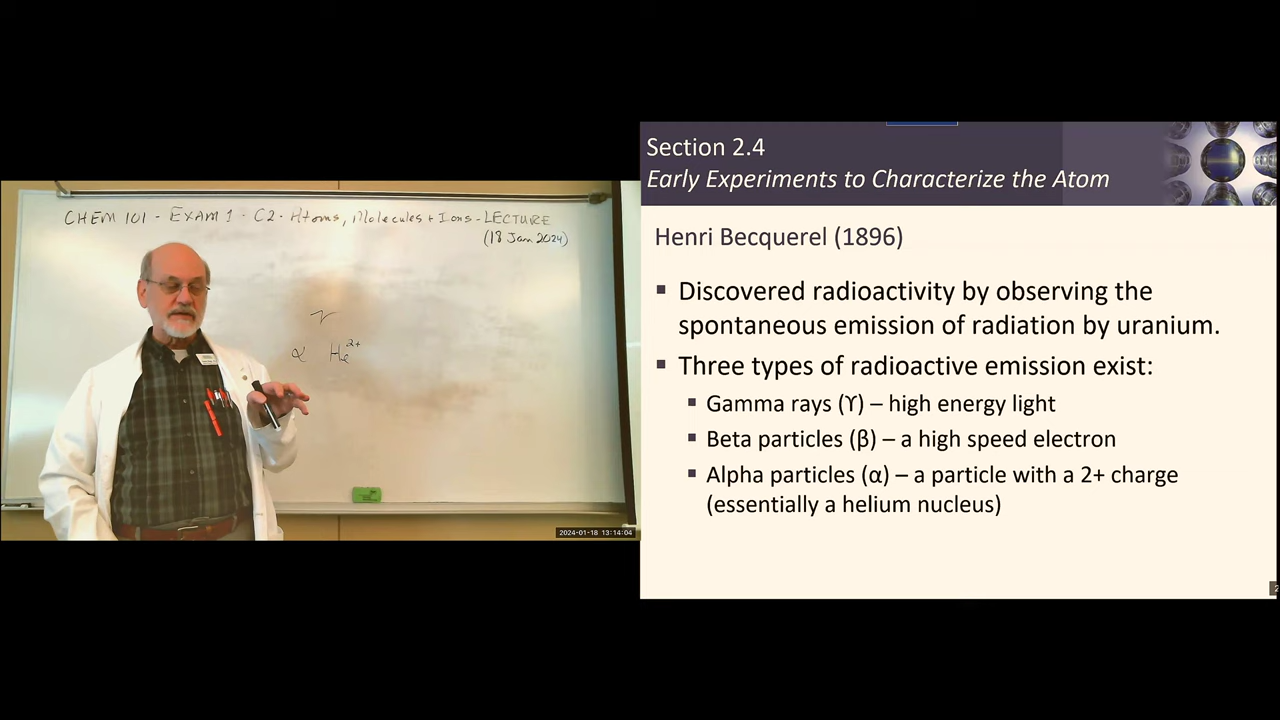 CHEM 101 - EXAM 1 - C2 - Atoms, Molecules + Ions - LECTURE
(18 Jan 2024)
γ
α He2+
2024-01-18 13:14:04
Section 2.4
Early Experiments to Characterize the Atom
Henri Becquerel (1896)
▪ Discovered radioactivity by observing the
spontaneous emission of radiation by uranium.
▪ Three types of radioactive emission exist:
▪ Gamma rays (ϒ) – high energy light
▪ Beta particles (β) – a high speed electron
▪ Alpha particles (α) – a particle with a 2+ charge
(essentially a helium nucleus)